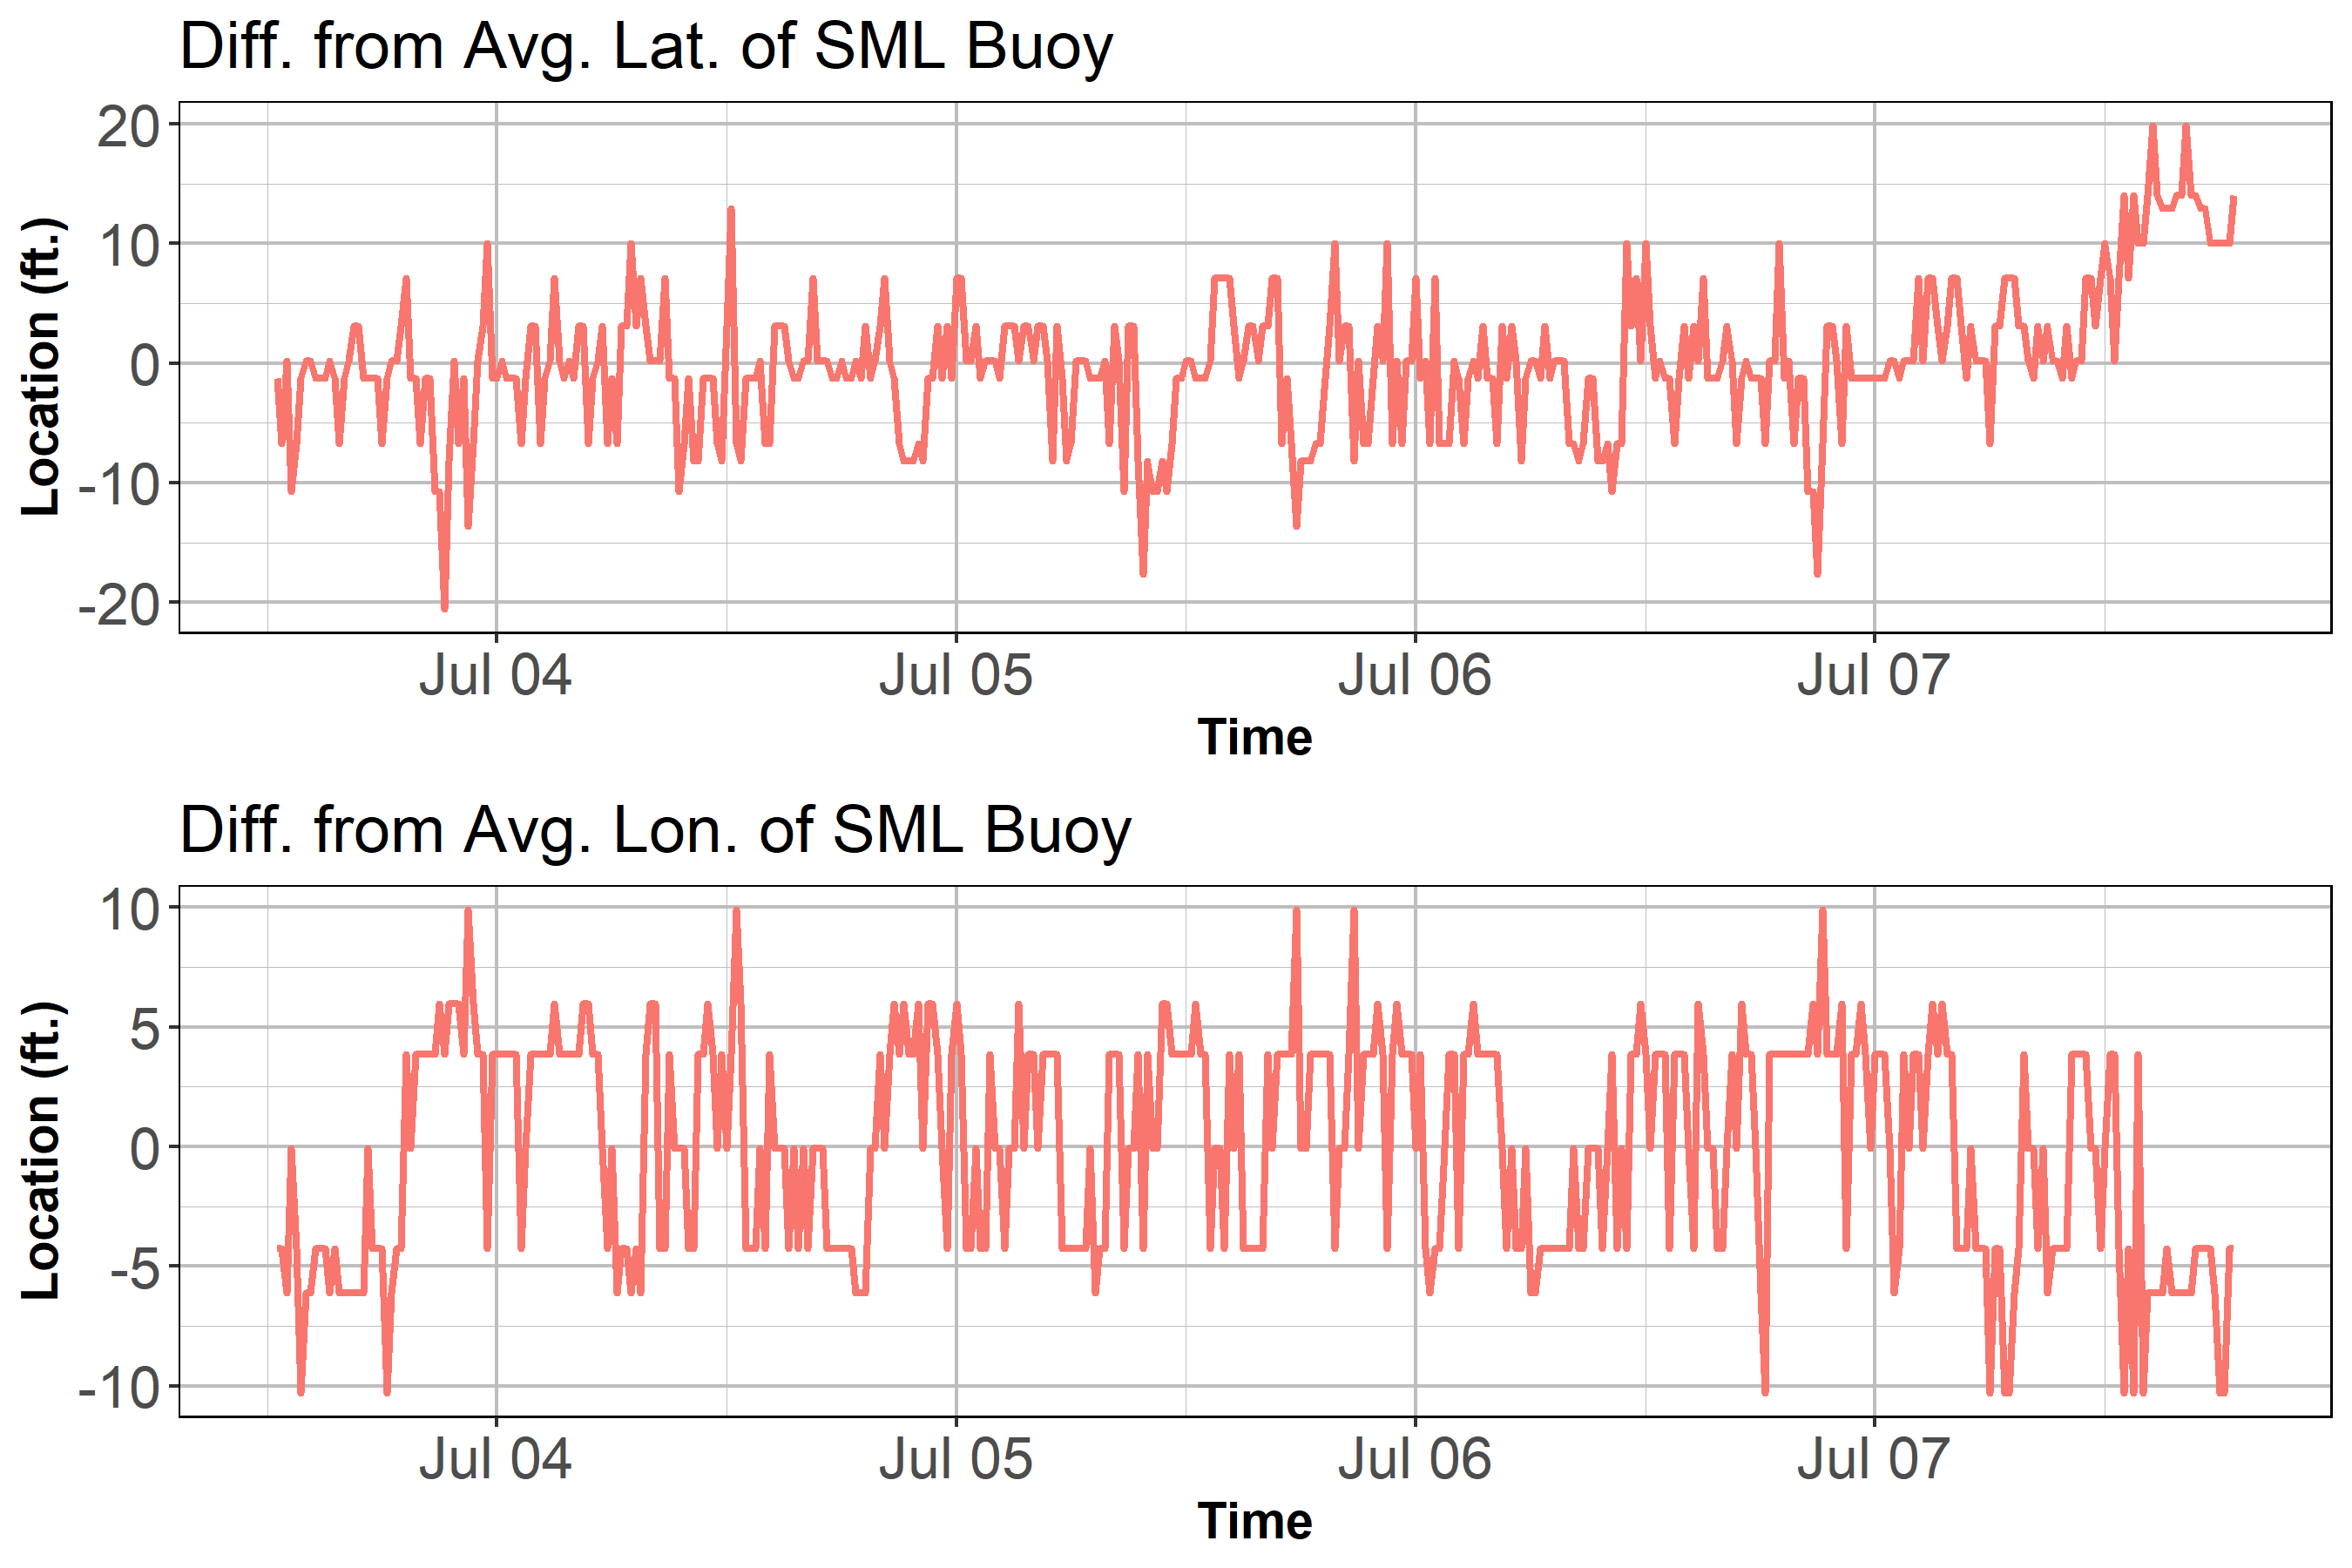 Diff. from Avg. Lat. of SML Buoy
Location (ft.)
20
10
0
-10
-20
Jul 04 Jul 05 Jul 06 Jul 07
Time
Diff. from Avg. Lon. of SML Buoy
Location (ft.)
10
5
0
-5
-10
Jul 04 Jul 05 Jul 06 Jul 07
Time